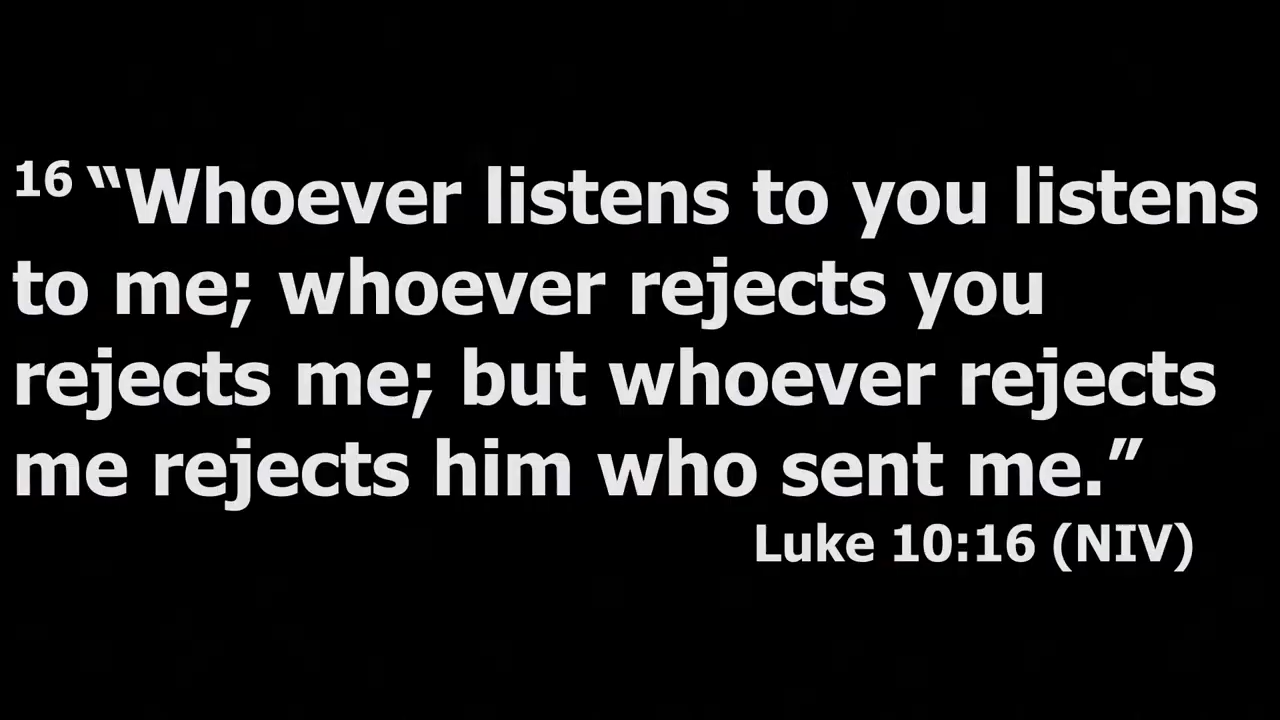 16 “Whoever listens to you listens
to me; whoever rejects you
rejects me; but whoever rejects
me rejects him who sent me.”
Luke 10:16 (NIV)